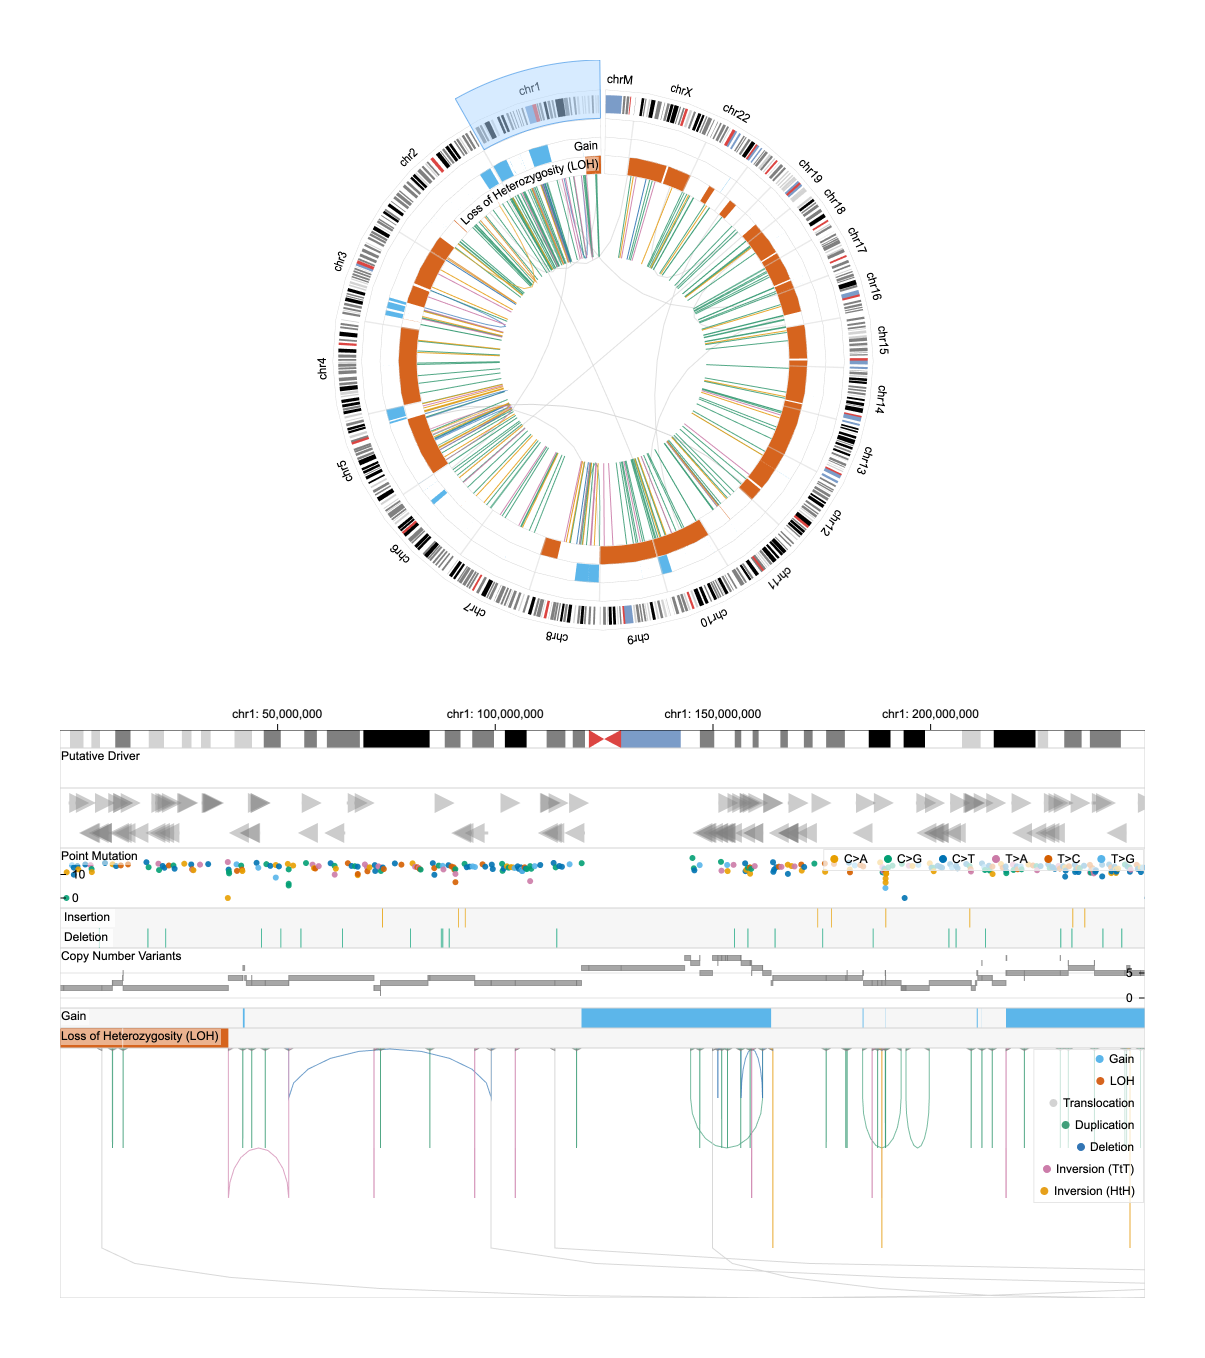 chrM
chrX
chr22
chr19
chr18
chr17
chr16
chr15
chr14
chr13
chr12
chr11
chr10
chr9
chr8
chr7
chr6
chr5
chr4
chr3
chr2
chr1
Gain
Loss of Heterozygosity (LOH)
chr1: 50,000,000 chr1: 100,000,000 chr1: 150,000,000 chr1: 200,000,000
Putative Driver
Point Mutation
C>A C>G C>T T>A T>C T>G
10
0
Insertion
Deletion
Copy Number Variants
5
0
Gain
Loss of Heterozygosity (LOH)
Gain
LOH
Translocation
Duplication
Deletion
Inversion (TtT)
Inversion (HtH)